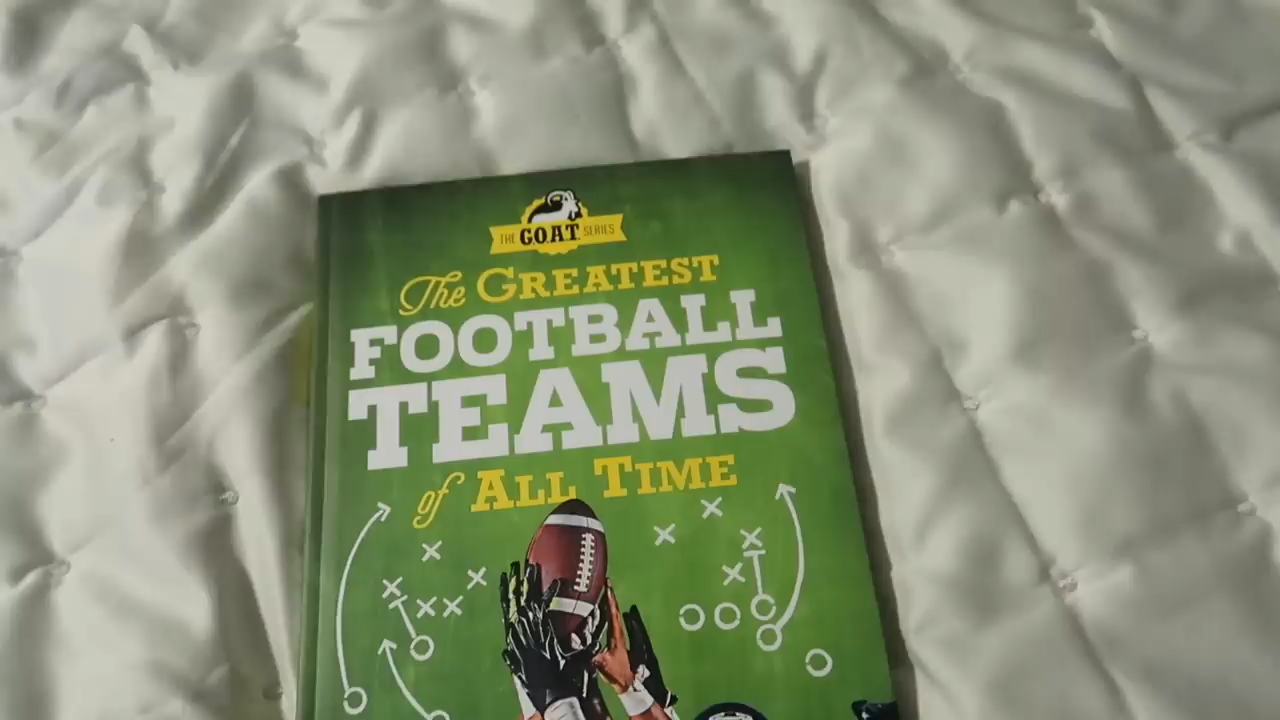 THE G.O.A.T. SERIES
The GREATEST
FOOTBALL
TEAMS
of ALL TIME